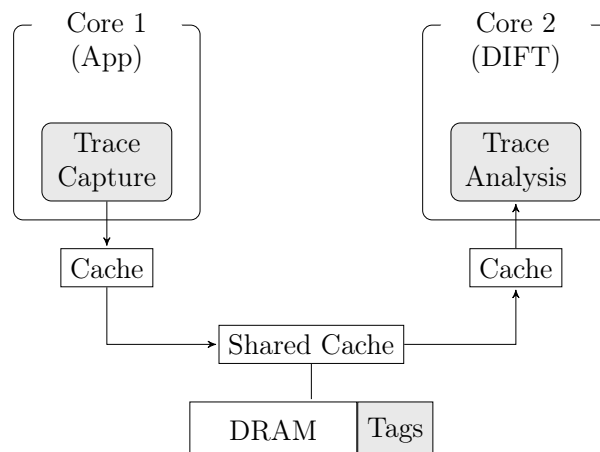 Core 1
(App)
Trace
Capture
Cache
Core 2
(DIFT)
Trace
Analysis
Cache
Shared Cache
DRAM
Tags